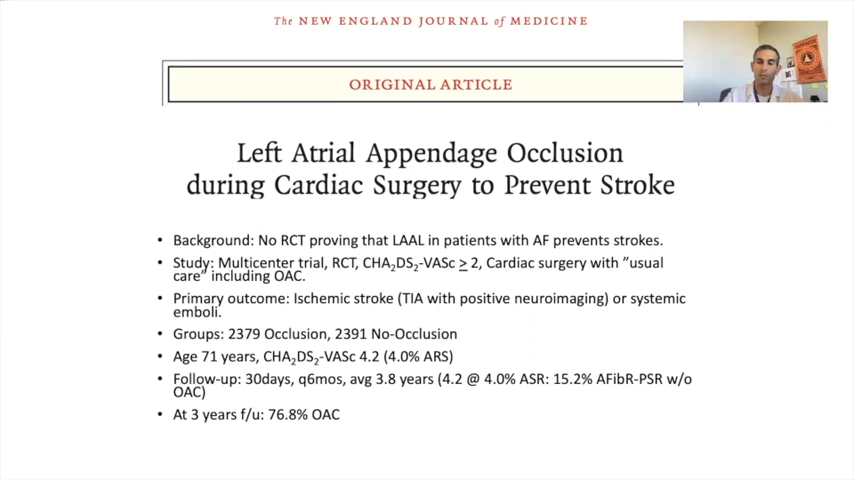 The NEW ENGLAND JOURNAL of MEDICINE
ORIGINAL ARTICLE
Left Atrial Appendage Occlusion
during Cardiac Surgery to Prevent Stroke
• Background: No RCT proving that LAAL in patients with AF prevents strokes.
• Study: Multicenter trial, RCT, CHA₂DS₂-VASc ≥ 2, Cardiac surgery with ”usual
care” including OAC.
• Primary outcome: Ischemic stroke (TIA with positive neuroimaging) or systemic
emboli.
• Groups: 2379 Occlusion, 2391 No-Occlusion
• Age 71 years, CHA₂DS₂-VASc 4.2 (4.0% ARS)
• Follow-up: 30days, q6mos, avg 3.8 years (4.2 @ 4.0% ASR: 15.2% AFibR-PSR w/o
OAC)
• At 3 years f/u: 76.8% OAC